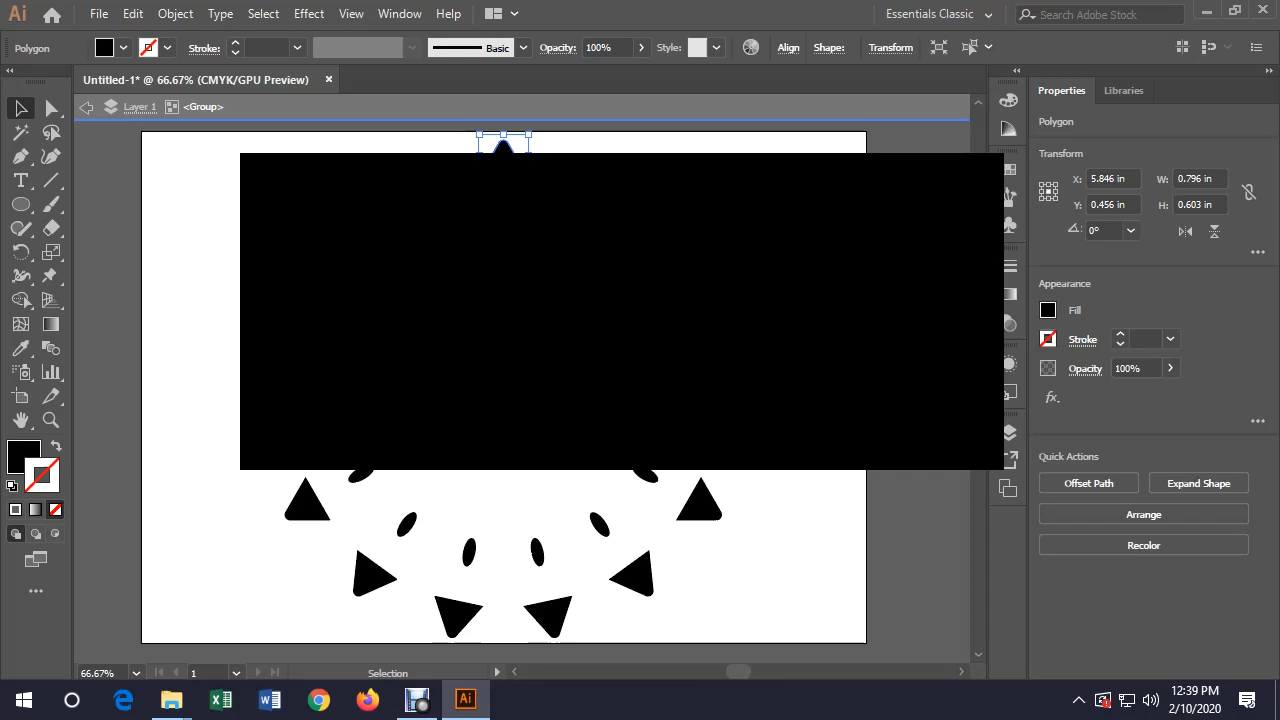 Ai File Edit Object Type Select Effect View Window Help Essentials Classic Search Adobe Stock
Polygon Stroke: Basic Opacity: 100% Style: Align Shape: Transform
Untitled-1* @ 66.67% (CMYK/GPU Preview)
Layer 1 <Group>
Properties Libraries
Polygon
Transform
X: 5.846 in W: 0.796 in
Y: 0.456 in H: 0.603 in
0°
Appearance
Fill
Stroke
Opacity 100%
fx.
Quick Actions
Offset Path Expand Shape
Arrange
Recolor
66.67% 1 Selection
12:39 PM
2/10/2020